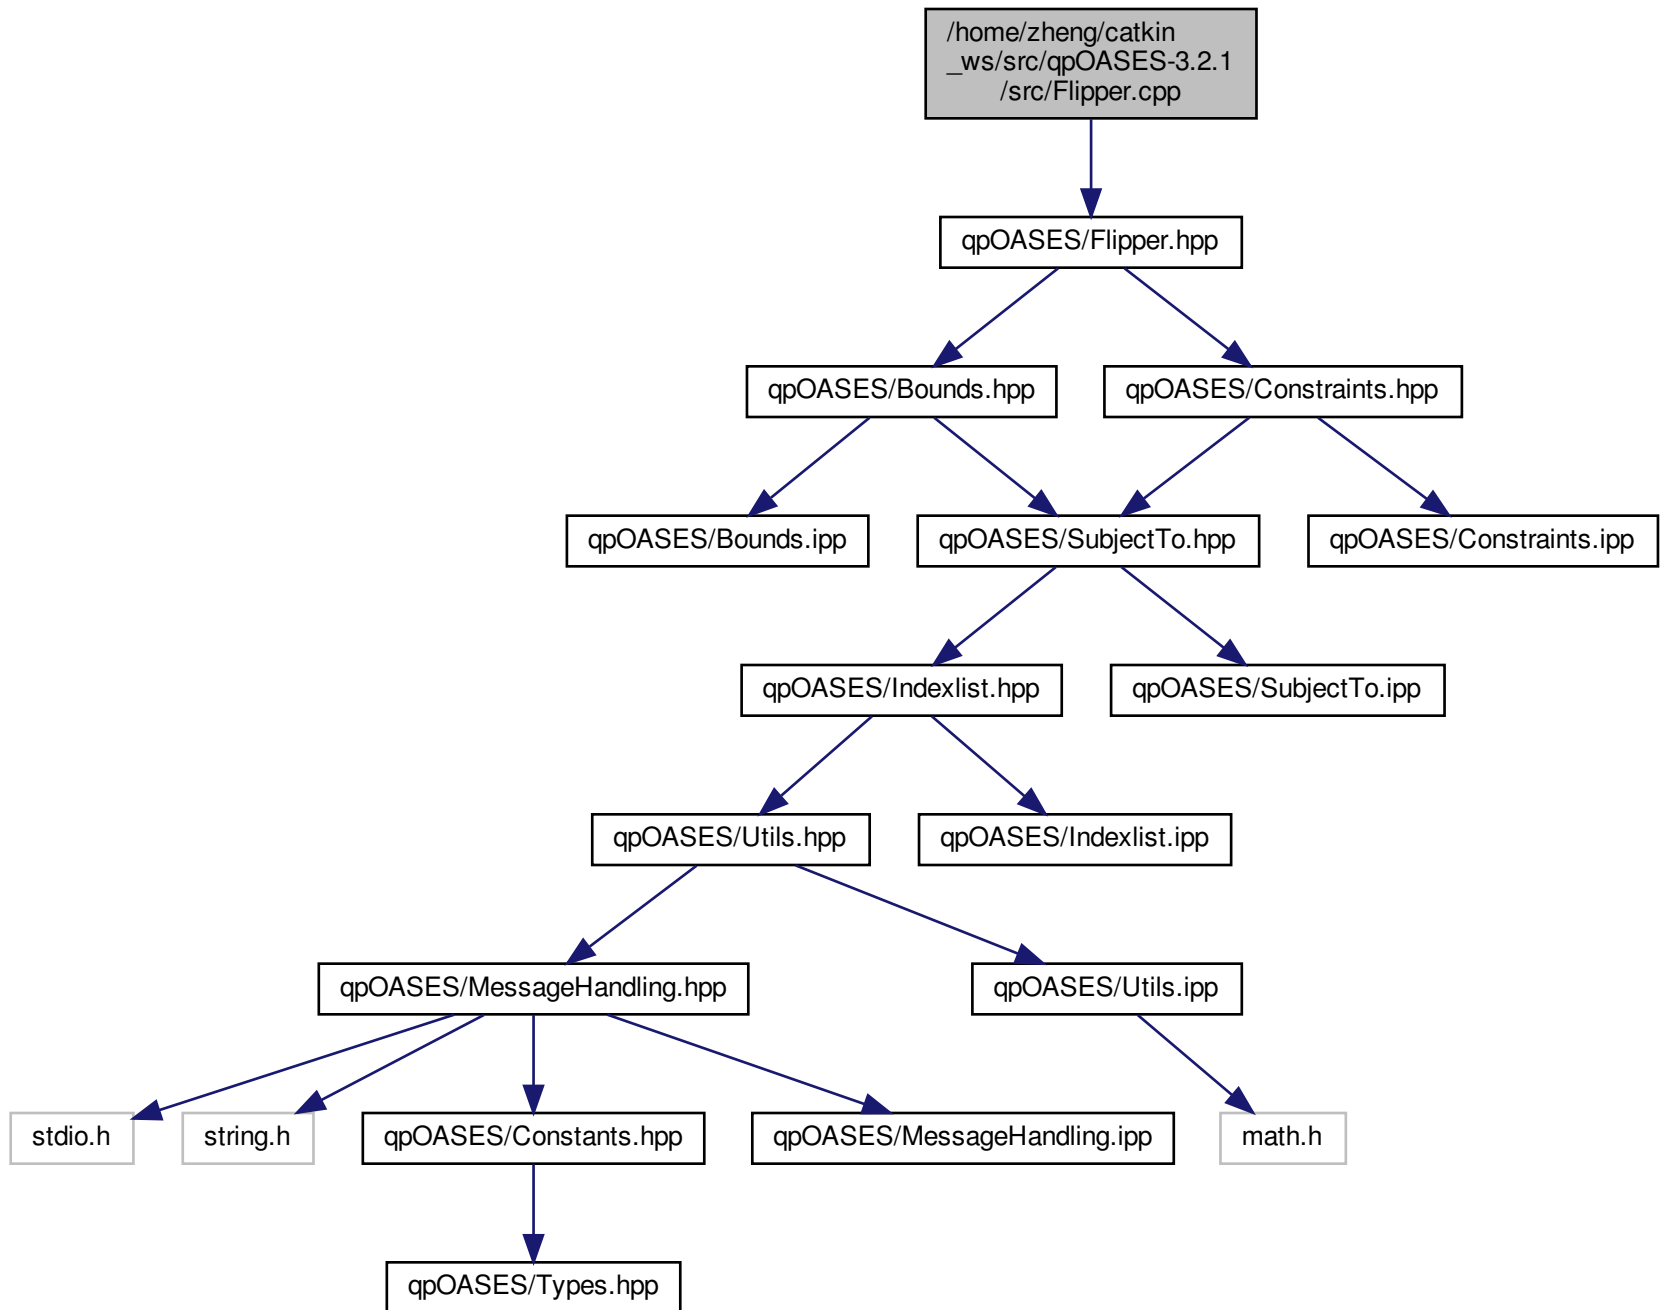 /home/zheng/catkin
_ws/src/qpOASES-3.2.1
/src/Flipper.cpp
qpOASES/Flipper.hpp
qpOASES/Bounds.hpp
qpOASES/Constraints.hpp
qpOASES/Bounds.ipp
qpOASES/SubjectTo.hpp
qpOASES/Constraints.ipp
qpOASES/Indexlist.hpp
qpOASES/SubjectTo.ipp
qpOASES/Utils.hpp
qpOASES/Indexlist.ipp
qpOASES/MessageHandling.hpp
qpOASES/Utils.ipp
stdio.h
string.h
qpOASES/Constants.hpp
qpOASES/MessageHandling.ipp
math.h
qpOASES/Types.hpp